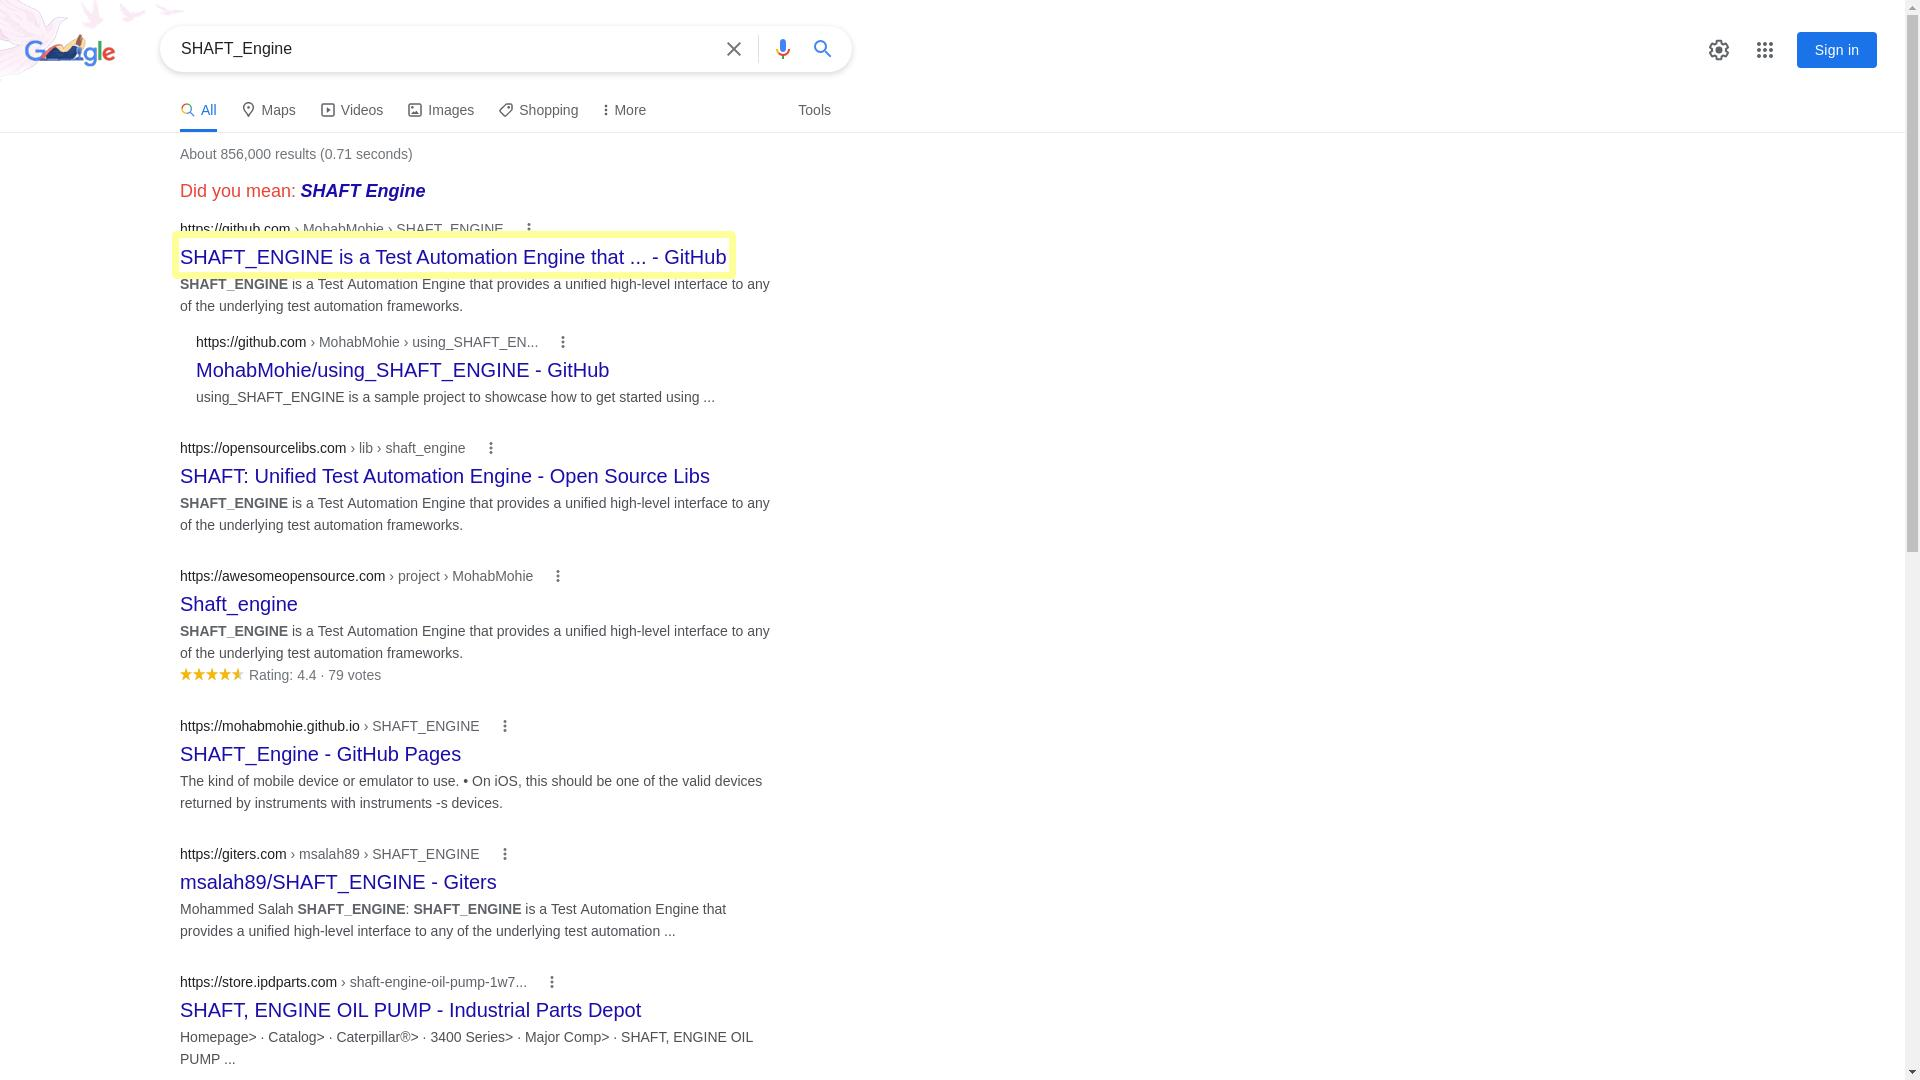 Google
SHAFT_Engine
Sign in
All
Maps
Videos
Images
Shopping
More
Tools
About 856,000 results (0.71 seconds)
Did you mean: SHAFT Engine
https://github.com › MohabMohie › SHAFT_ENGINE
SHAFT_ENGINE is a Test Automation Engine that ... - GitHub
SHAFT_ENGINE is a Test Automation Engine that provides a unified high-level interface to any
of the underlying test automation frameworks.
https://github.com › MohabMohie › using_SHAFT_EN...
MohabMohie/using_SHAFT_ENGINE - GitHub
using_SHAFT_ENGINE is a sample project to showcase how to get started using ...
https://opensourcelibs.com › lib › shaft_engine
SHAFT: Unified Test Automation Engine - Open Source Libs
SHAFT_ENGINE is a Test Automation Engine that provides a unified high-level interface to any
of the underlying test automation frameworks.
https://awesomeopensource.com › project › MohabMohie
Shaft_engine
SHAFT_ENGINE is a Test Automation Engine that provides a unified high-level interface to any
of the underlying test automation frameworks.
Rating: 4.4 · 79 votes
https://mohabmohie.github.io › SHAFT_ENGINE
SHAFT_Engine - GitHub Pages
The kind of mobile device or emulator to use. • On iOS, this should be one of the valid devices
returned by instruments with instruments -s devices.
https://giters.com › msalah89 › SHAFT_ENGINE
msalah89/SHAFT_ENGINE - Giters
Mohammed Salah SHAFT_ENGINE: SHAFT_ENGINE is a Test Automation Engine that
provides a unified high-level interface to any of the underlying test automation ...
https://store.ipdparts.com › shaft-engine-oil-pump-1w7...
SHAFT, ENGINE OIL PUMP - Industrial Parts Depot
Homepage> · Catalog> · Caterpillar®> · 3400 Series> · Major Comp> · SHAFT, ENGINE OIL
PUMP ...